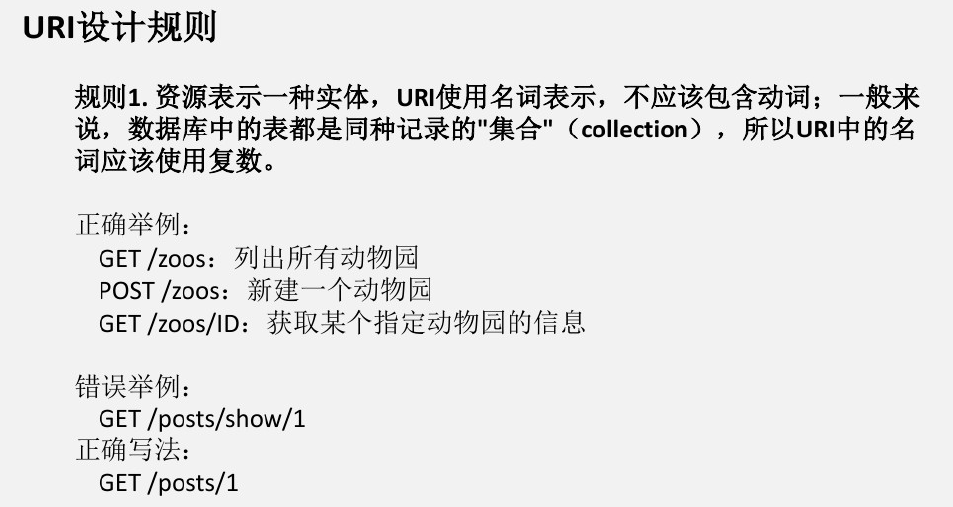 URI设计规则
规则1. 资源表示一种实体，URI使用名词表示，不应该包含动词；一般来
说，数据库中的表都是同种记录的"集合"（collection），所以URI中的名
词应该使用复数。
正确举例：
GET /zoos：列出所有动物园
POST /zoos：新建一个动物园
GET /zoos/ID：获取某个指定动物园的信息
错误举例：
GET /posts/show/1
正确写法：
GET /posts/1